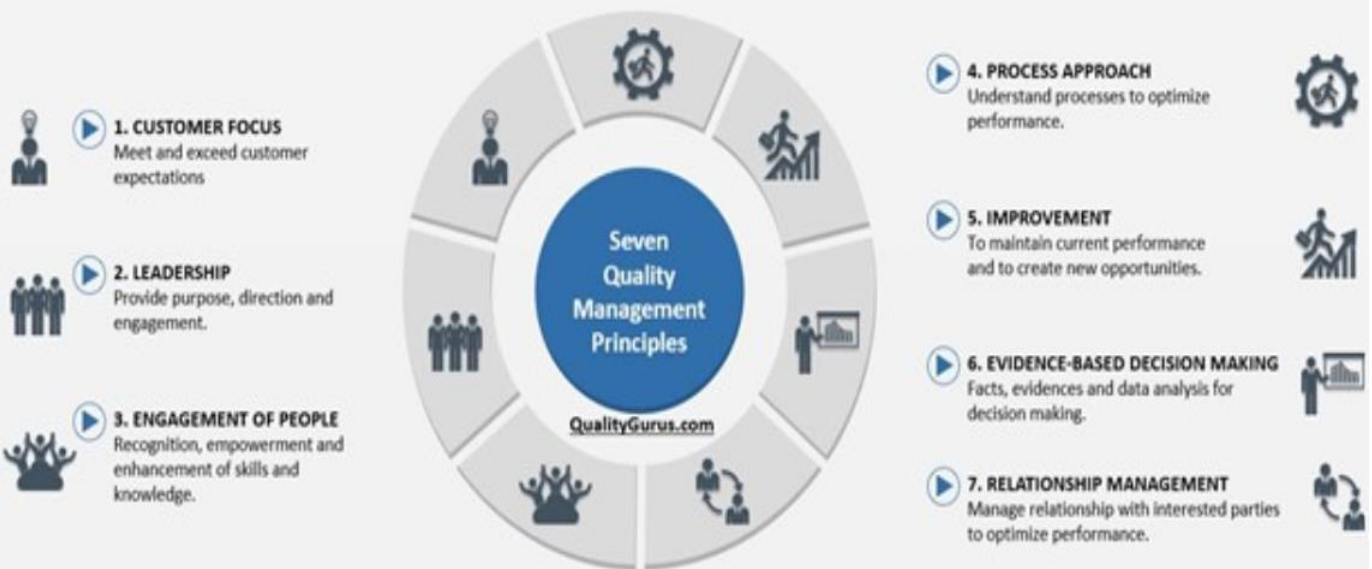 1. CUSTOMER FOCUS
Meet and exceed customer
expectations
2. LEADERSHIP
Provide purpose, direction and
engagement.
3. ENGAGEMENT OF PEOPLE
Recognition, empowerment and
enhancement of skills and
knowledge.
Seven
Quality
Management
Principles
QualityGurus.com
4. PROCESS APPROACH
Understand processes to optimize
performance.
5. IMPROVEMENT
To maintain current performance
and to create new opportunities.
6. EVIDENCE-BASED DECISION MAKING
Facts, evidences and data analysis for
decision making.
7. RELATIONSHIP MANAGEMENT
Manage relationship with interested parties
to optimize performance.